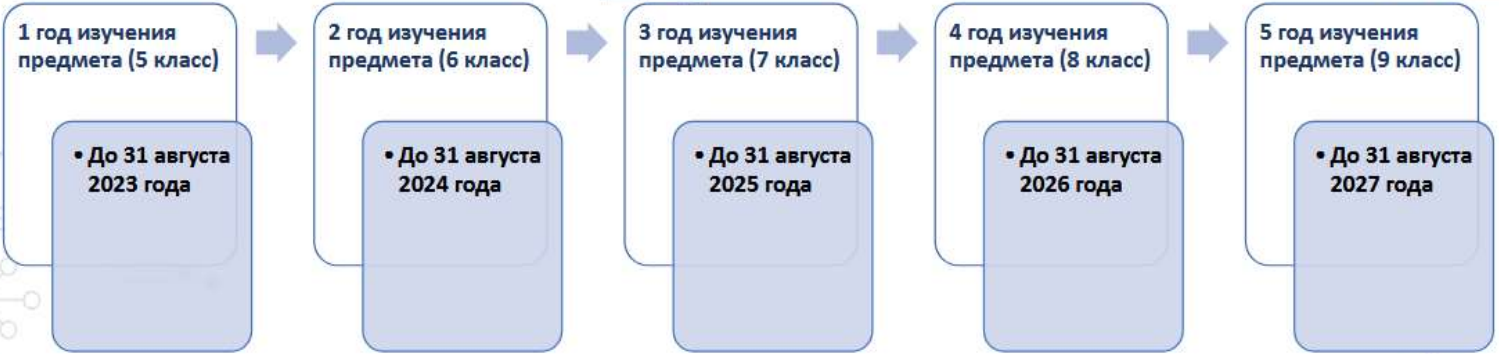 1 год изучения
предмета (5 класс)
• До 31 августа
2023 года
2 год изучения
предмета (6 класс)
• До 31 августа
2024 года
3 год изучения
предмета (7 класс)
• До 31 августа
2025 года
4 год изучения
предмета (8 класс)
• До 31 августа
2026 года
5 год изучения
предмета (9 класс)
• До 31 августа
2027 года